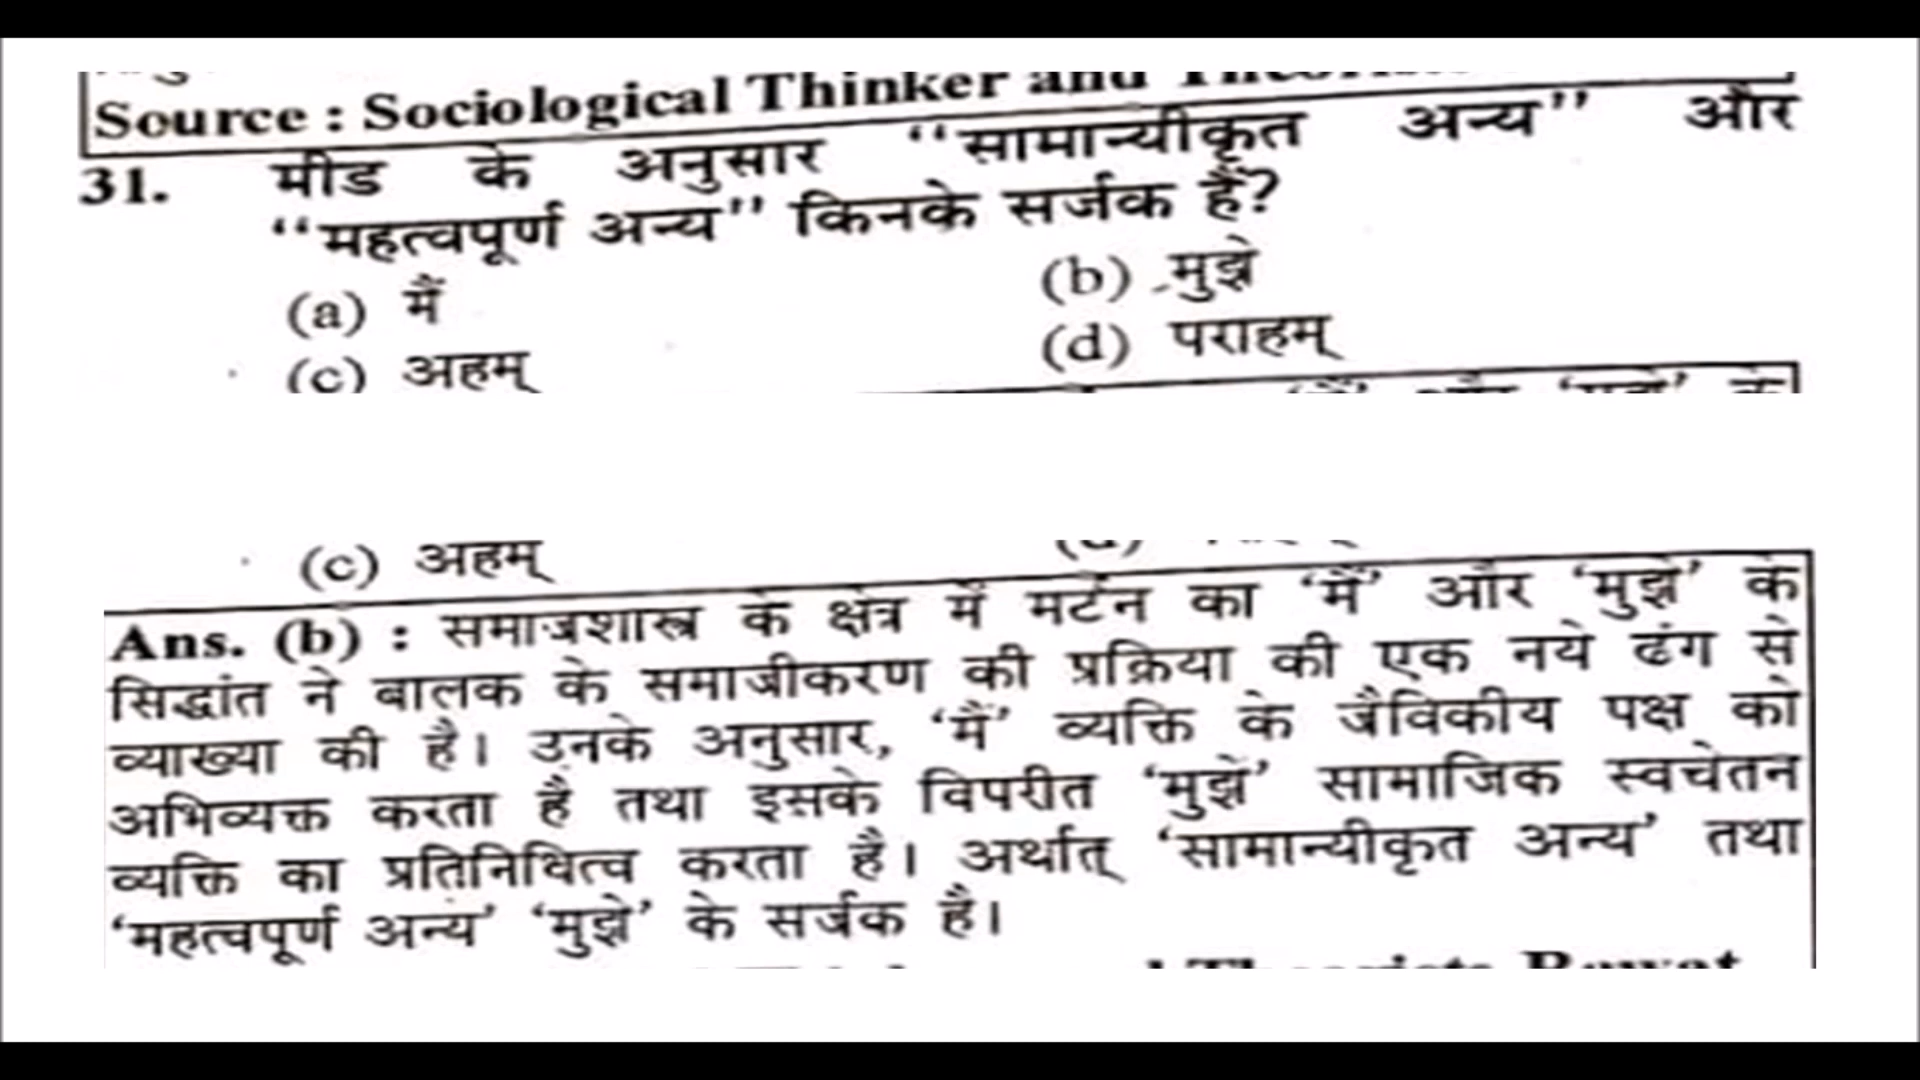 Source : Sociological Thinker and
31. मीड के अनुसार ‘‘सामान्यीकृत अन्य’’ और
‘‘महत्वपूर्ण अन्य’’ किनके सर्जक हैं?
(a) मैं (b) मुझे
(c) अहम् (d) पराहम्
(c) अहम्
Ans. (b) : समाजशास्त्र के क्षेत्र में मर्टन का ‘मैं’ और ‘मुझे’ के
सिद्धांत ने बालक के समाजीकरण की प्रक्रिया की एक नये ढंग से
व्याख्या की है। उनके अनुसार, ‘मैं’ व्यक्ति के जैविकीय पक्ष को
अभिव्यक्त करता है तथा इसके विपरीत ‘मुझे’ सामाजिक स्वचेतन
व्यक्ति का प्रतिनिधित्व करता है। अर्थात् ‘सामान्यीकृत अन्य’ तथा
‘महत्वपूर्ण अन्य’ ‘मुझे’ के सर्जक है।